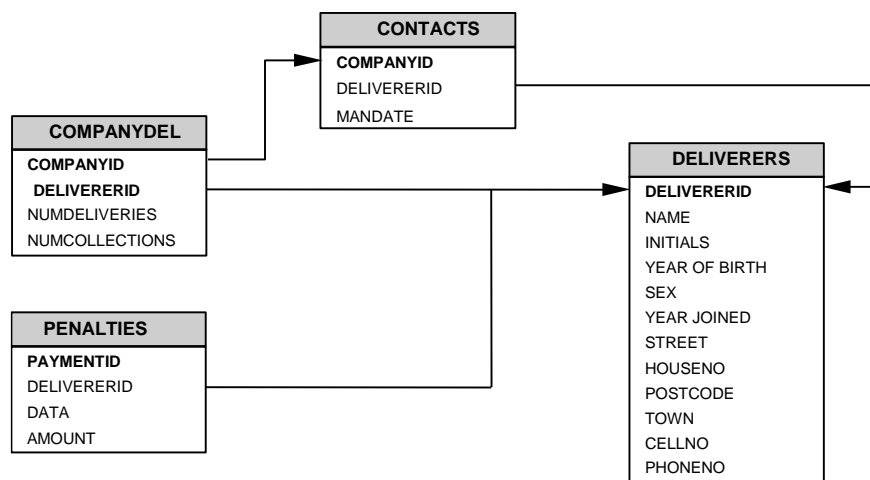 CONTACTS
COMPANYID
DELIVERERID
MANDATE
COMPANYDEL
COMPANYID
DELIVERERID
NUMDELIVERIES
NUMCOLLECTIONS
DELIVERERS
DELIVERERID
NAME
INITIALS
YEAR OF BIRTH
SEX
YEAR JOINED
STREET
HOUSENO
POSTCODE
TOWN
CELLNO
PHONENO
PENALTIES
PAYMENTID
DELIVERERID
DATA
AMOUNT